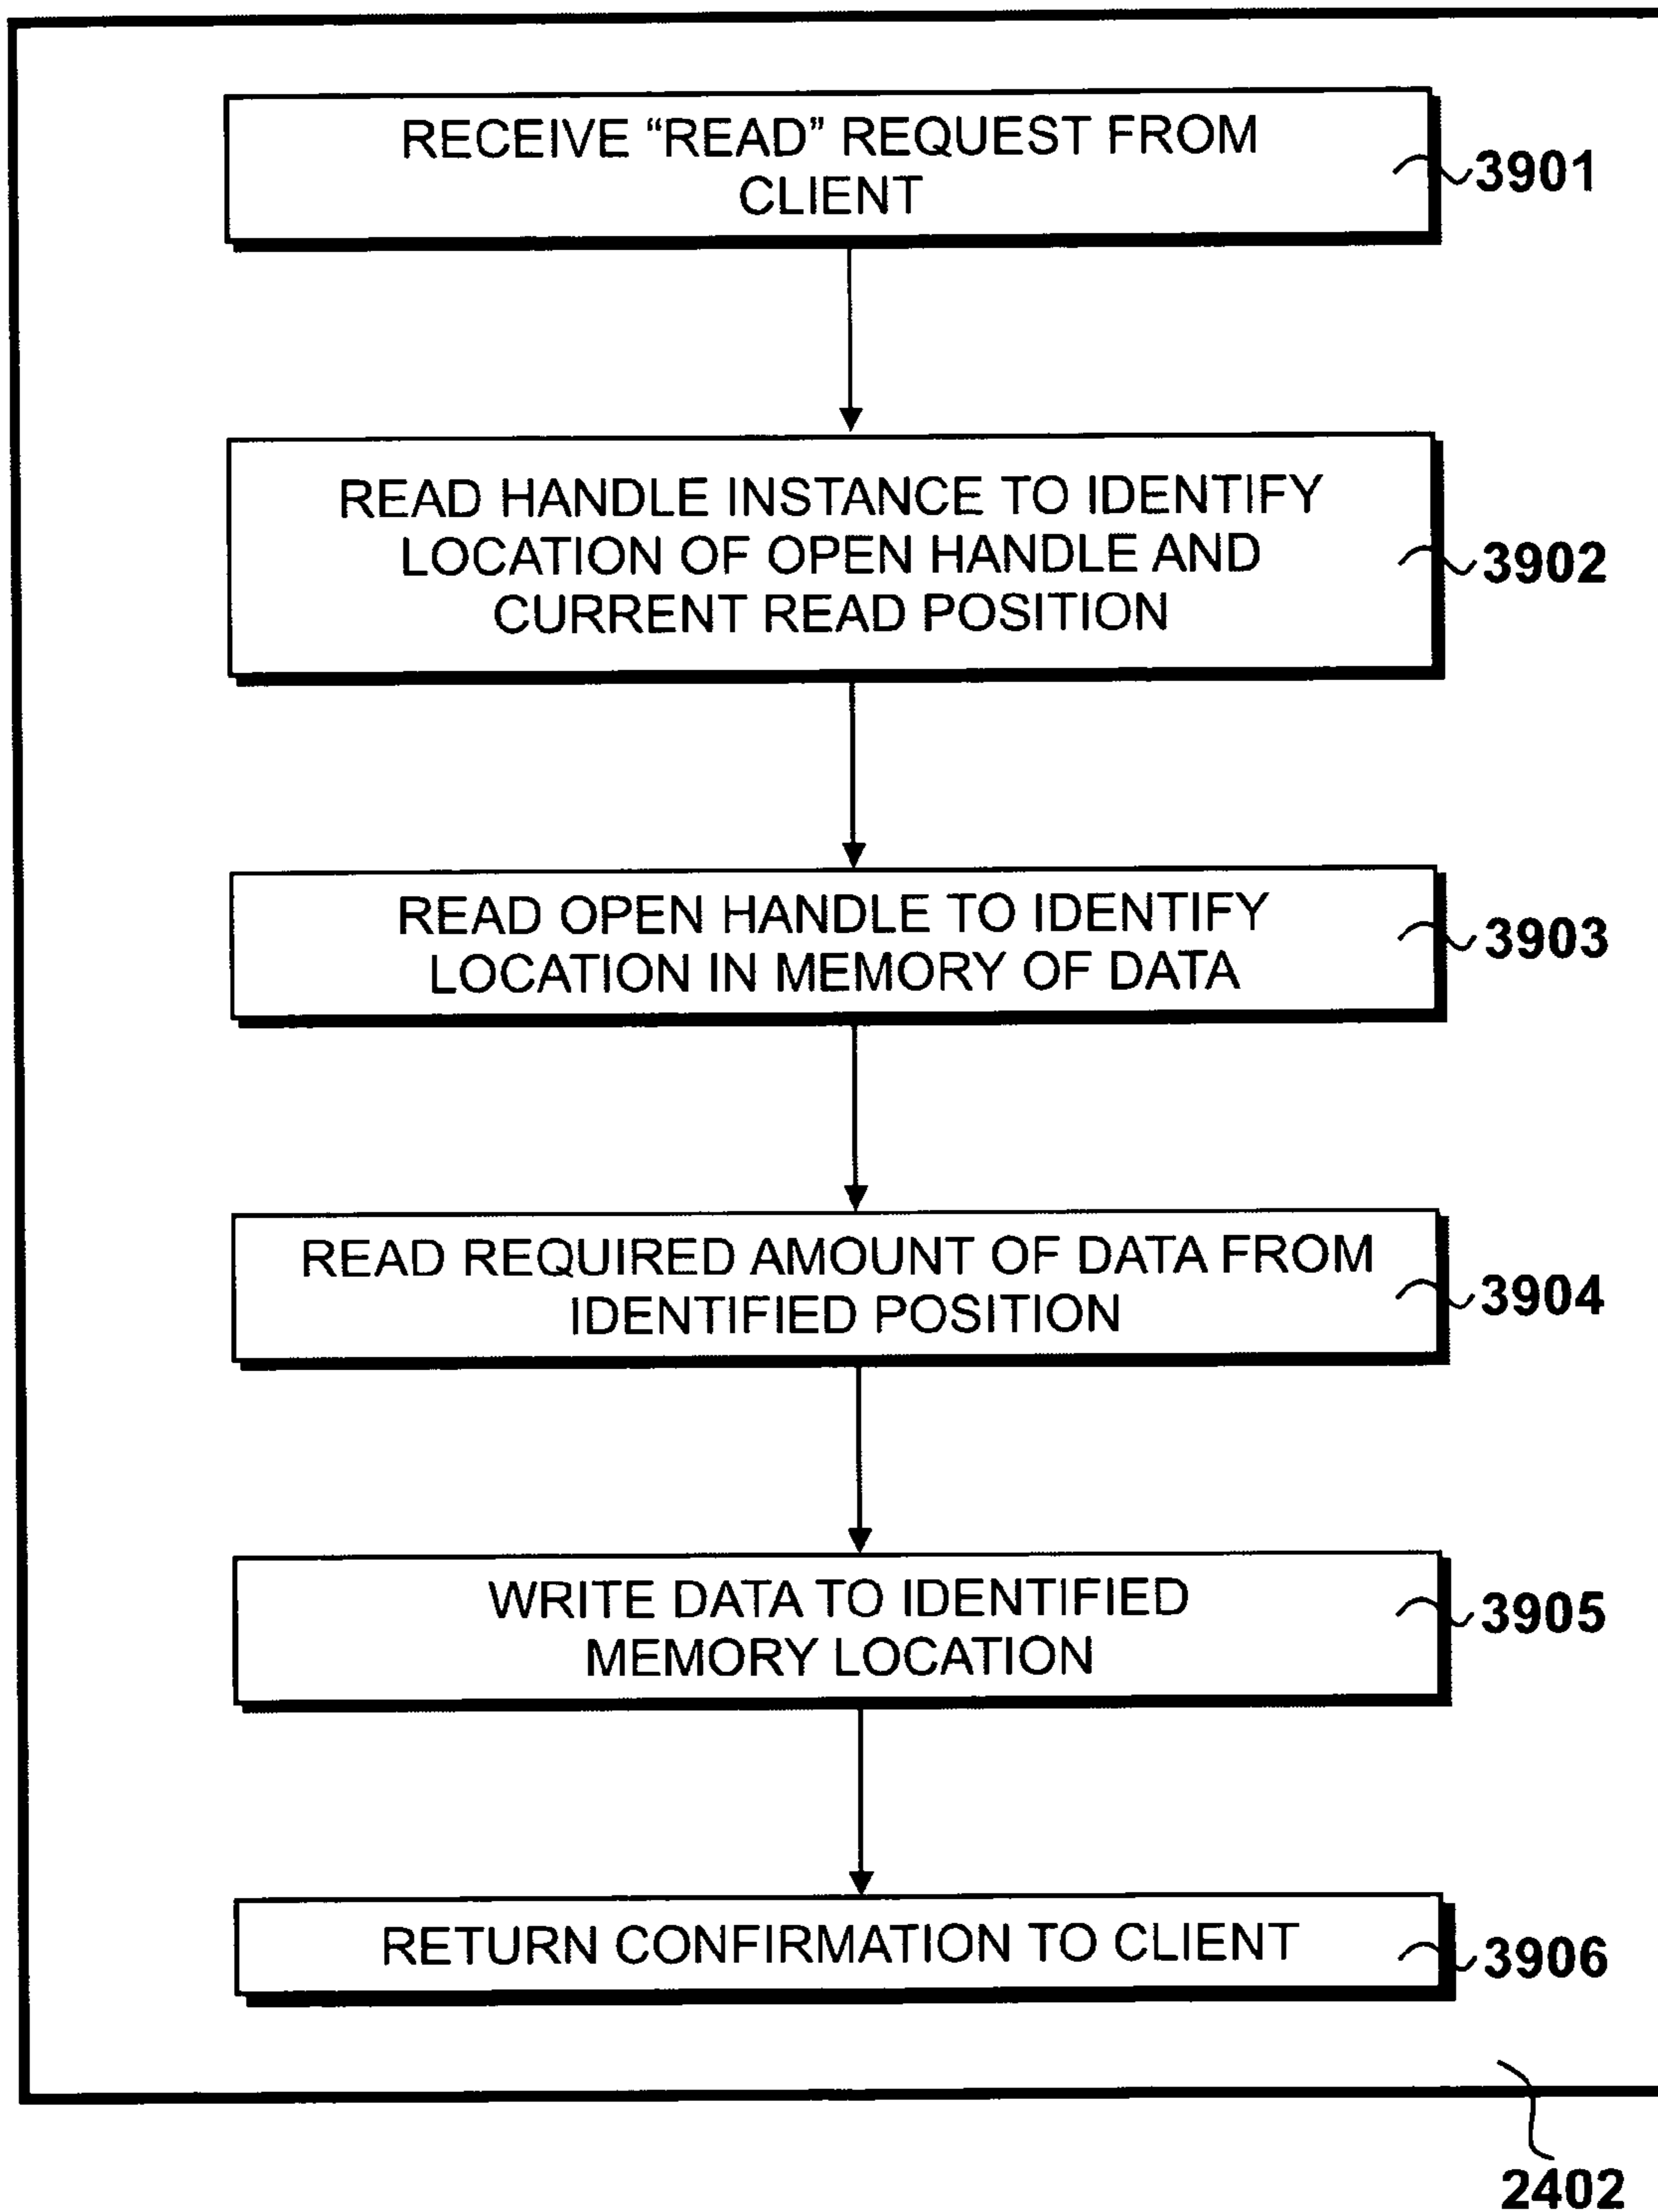 RECEIVE “READ” REQUEST FROM
CLIENT
3901
READ HANDLE INSTANCE TO IDENTIFY
LOCATION OF OPEN HANDLE AND
CURRENT READ POSITION
3902
READ OPEN HANDLE TO IDENTIFY
LOCATION IN MEMORY OF DATA
3903
READ REQUIRED AMOUNT OF DATA FROM
IDENTIFIED POSITION
3904
WRITE DATA TO IDENTIFIED
MEMORY LOCATION
3905
RETURN CONFIRMATION TO CLIENT
3906
2402